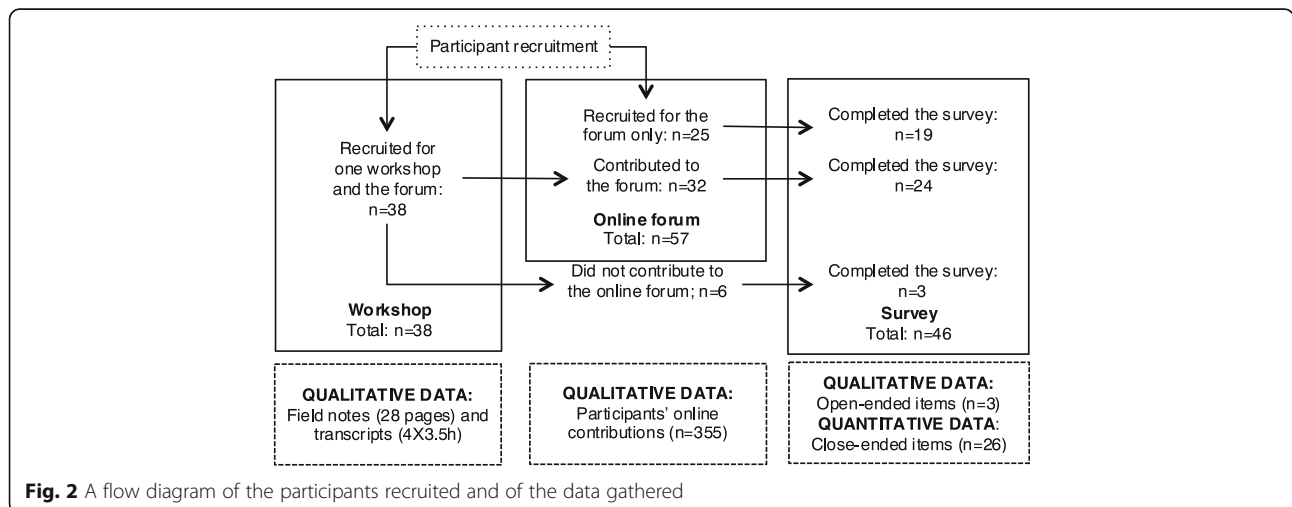 Participant recruitment
Recruited for
one workshop
and the forum:
n=38
Workshop
Total: n=38
Recruited for the
forum only: n=25
Contributed to
the forum: n=32
Online forum
Total: n=57
Did not contribute to
the online forum; n=6
Completed the survey:
n=19
Completed the survey:
n=24
Completed the survey:
n=3
Survey
Total: n=46
QUALITATIVE DATA:
Field notes (28 pages) and
transcripts (4X3.5h)
QUALITATIVE DATA:
Participants’ online
contributions (n=355)
QUALITATIVE DATA:
Open-ended items (n=3)
QUANTITATIVE DATA:
Close-ended items (n=26)
Fig. 2 A flow diagram of the participants recruited and of the data gathered